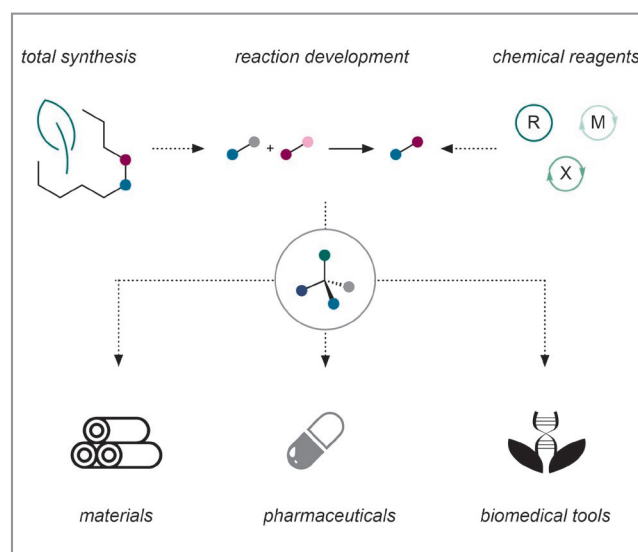 total synthesis
reaction development
chemical reagents
R
M
+
X
materials
pharmaceuticals
biomedical tools